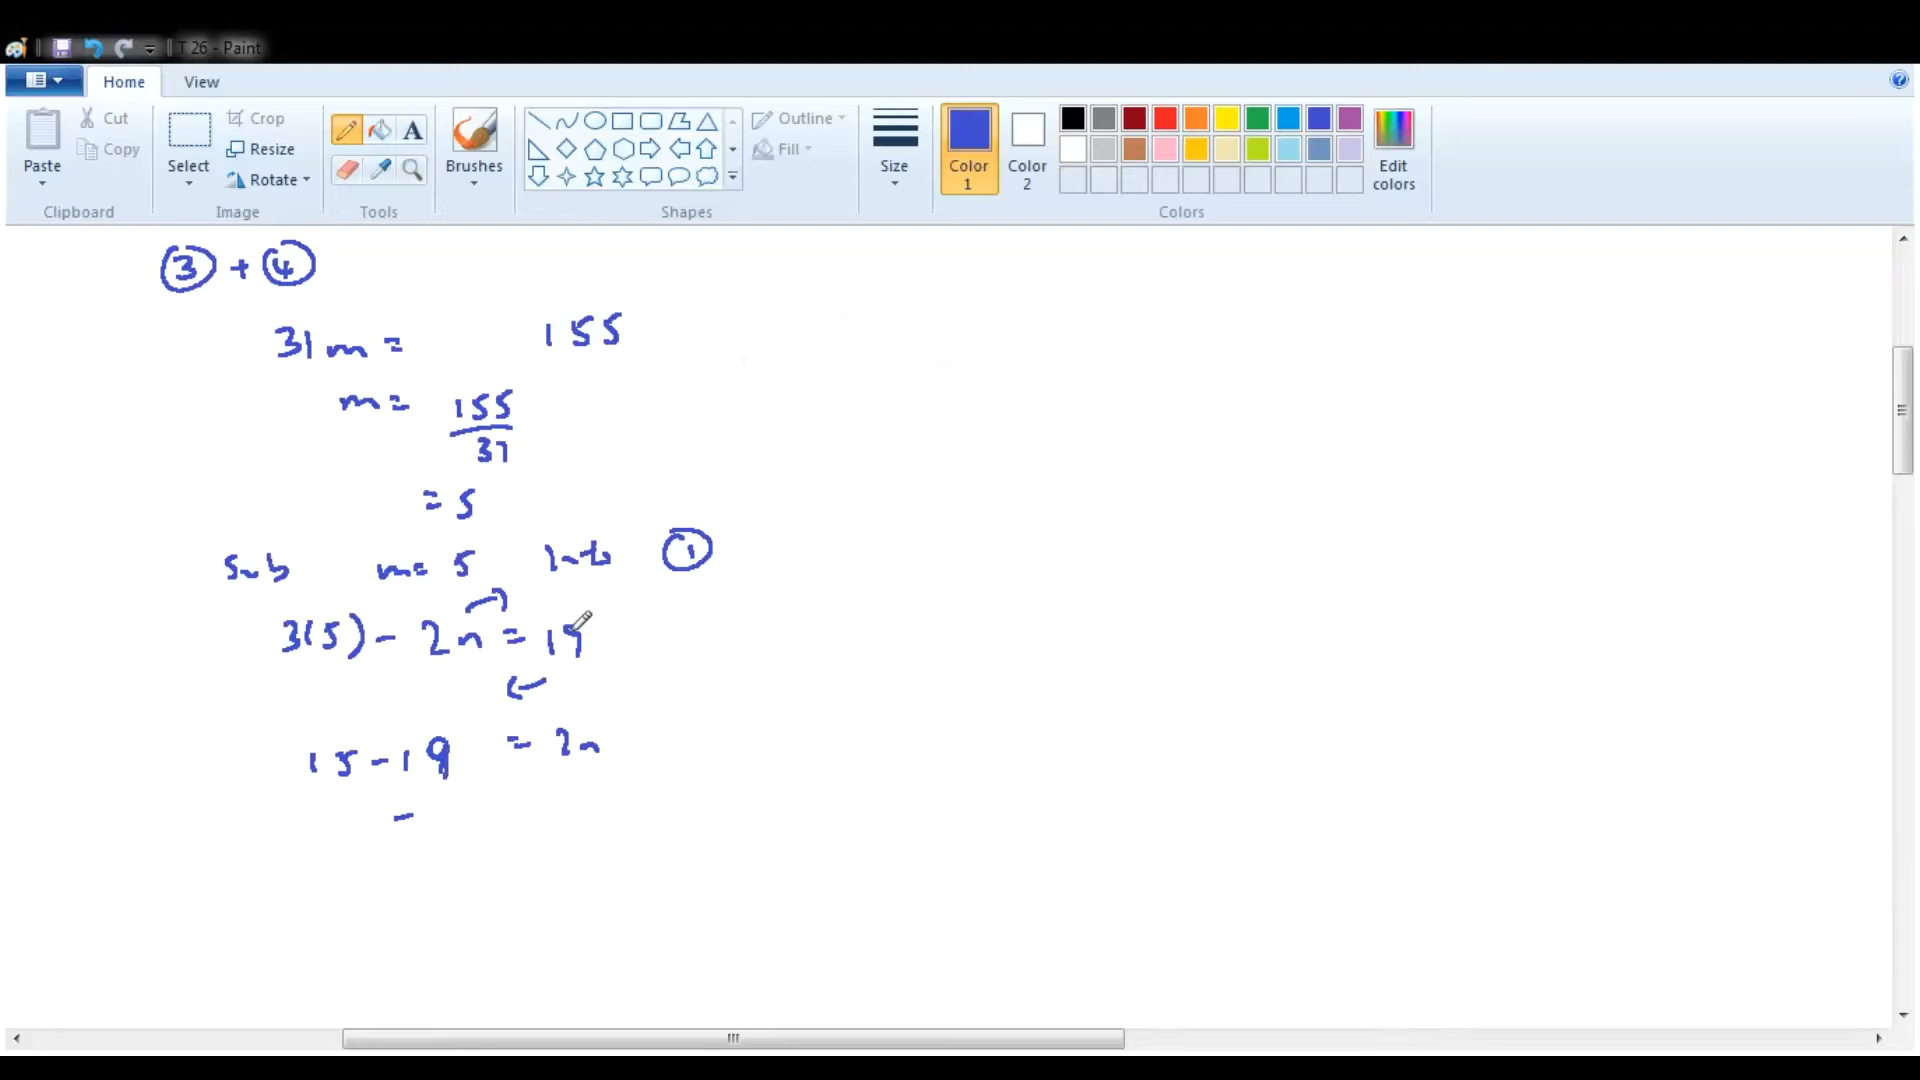 T 26 - Paint
Home View
Paste Cut Copy Select Crop Resize Rotate A Brushes Outline Fill Size Color 1 Color 2 Edit colors
Clipboard Image Tools Shapes Colors
③ + ④
31m = 155
m = 155
31
= 5
Sub m= 5 Into ①
3(5) - 2n = 19
15 - 19 = 2n
-